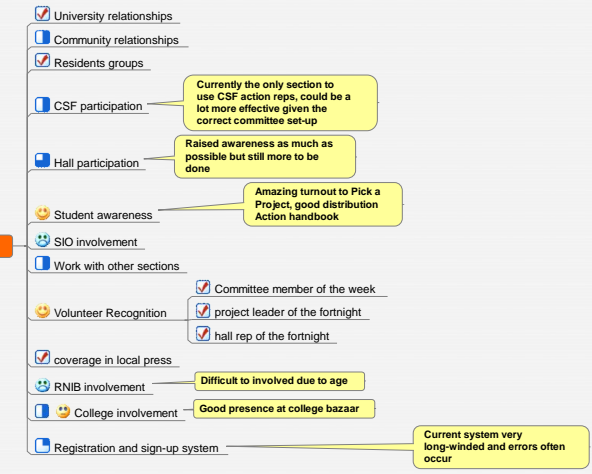 University relationships
Community relationships
Residents groups
CSF participation
Currently the only section to
use CSF action reps, could be a
lot more effective given the
correct committee set-up
Hall participation
Raised awareness as much as
possible but still more to be
done
Student awareness
Amazing turnout to Pick a
Project, good distribution
Action handbook
SIO involvement
Work with other sections
Volunteer Recognition
Committee member of the week
project leader of the fortnight
hall rep of the fortnight
coverage in local press
RNIB involvement
Difficult to involved due to age
College involvement
Good presence at college bazaar
Registration and sign-up system
Current system very
long-winded and errors often
occur